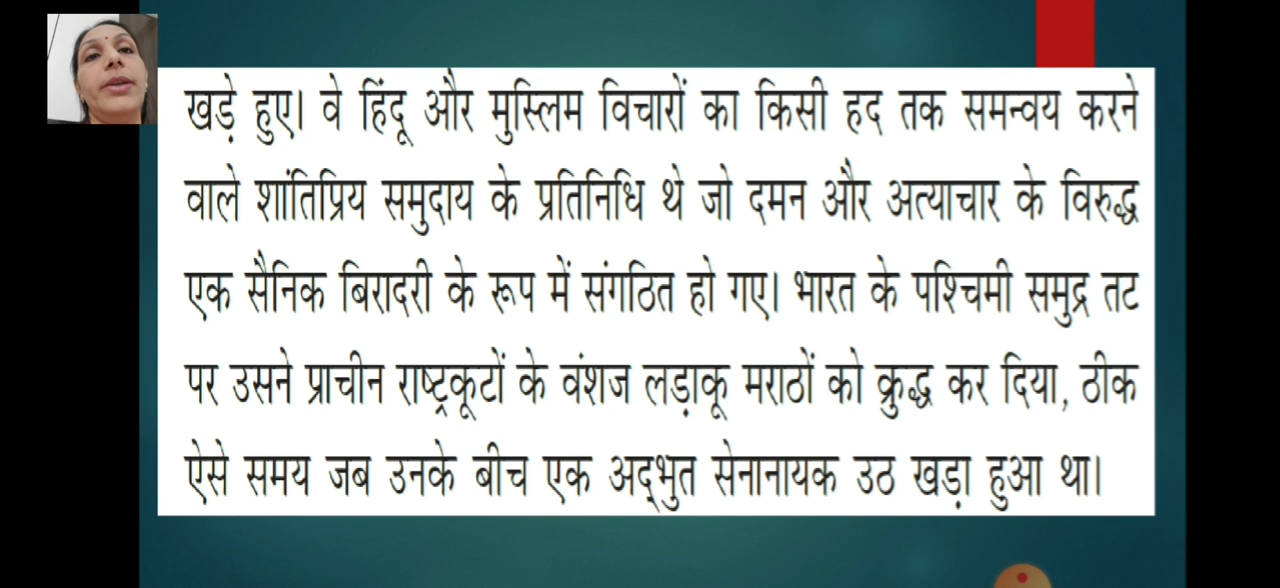 खड़े हुए। वे हिंदू और मुस्लिम विचारों का किसी हद तक समन्वय करने
वाले शांतिप्रिय समुदाय के प्रतिनिधि थे जो दमन और अत्याचार के विरुद्ध
एक सैनिक बिरादरी के रूप में संगठित हो गए। भारत के पश्चिमी समुद्र तट
पर उसने प्राचीन राष्ट्रकूटों के वंशज लड़ाकू मराठों को क्रुद्ध कर दिया, ठीक
ऐसे समय जब उनके बीच एक अद्भुत सेनानायक उठ खड़ा हुआ था।